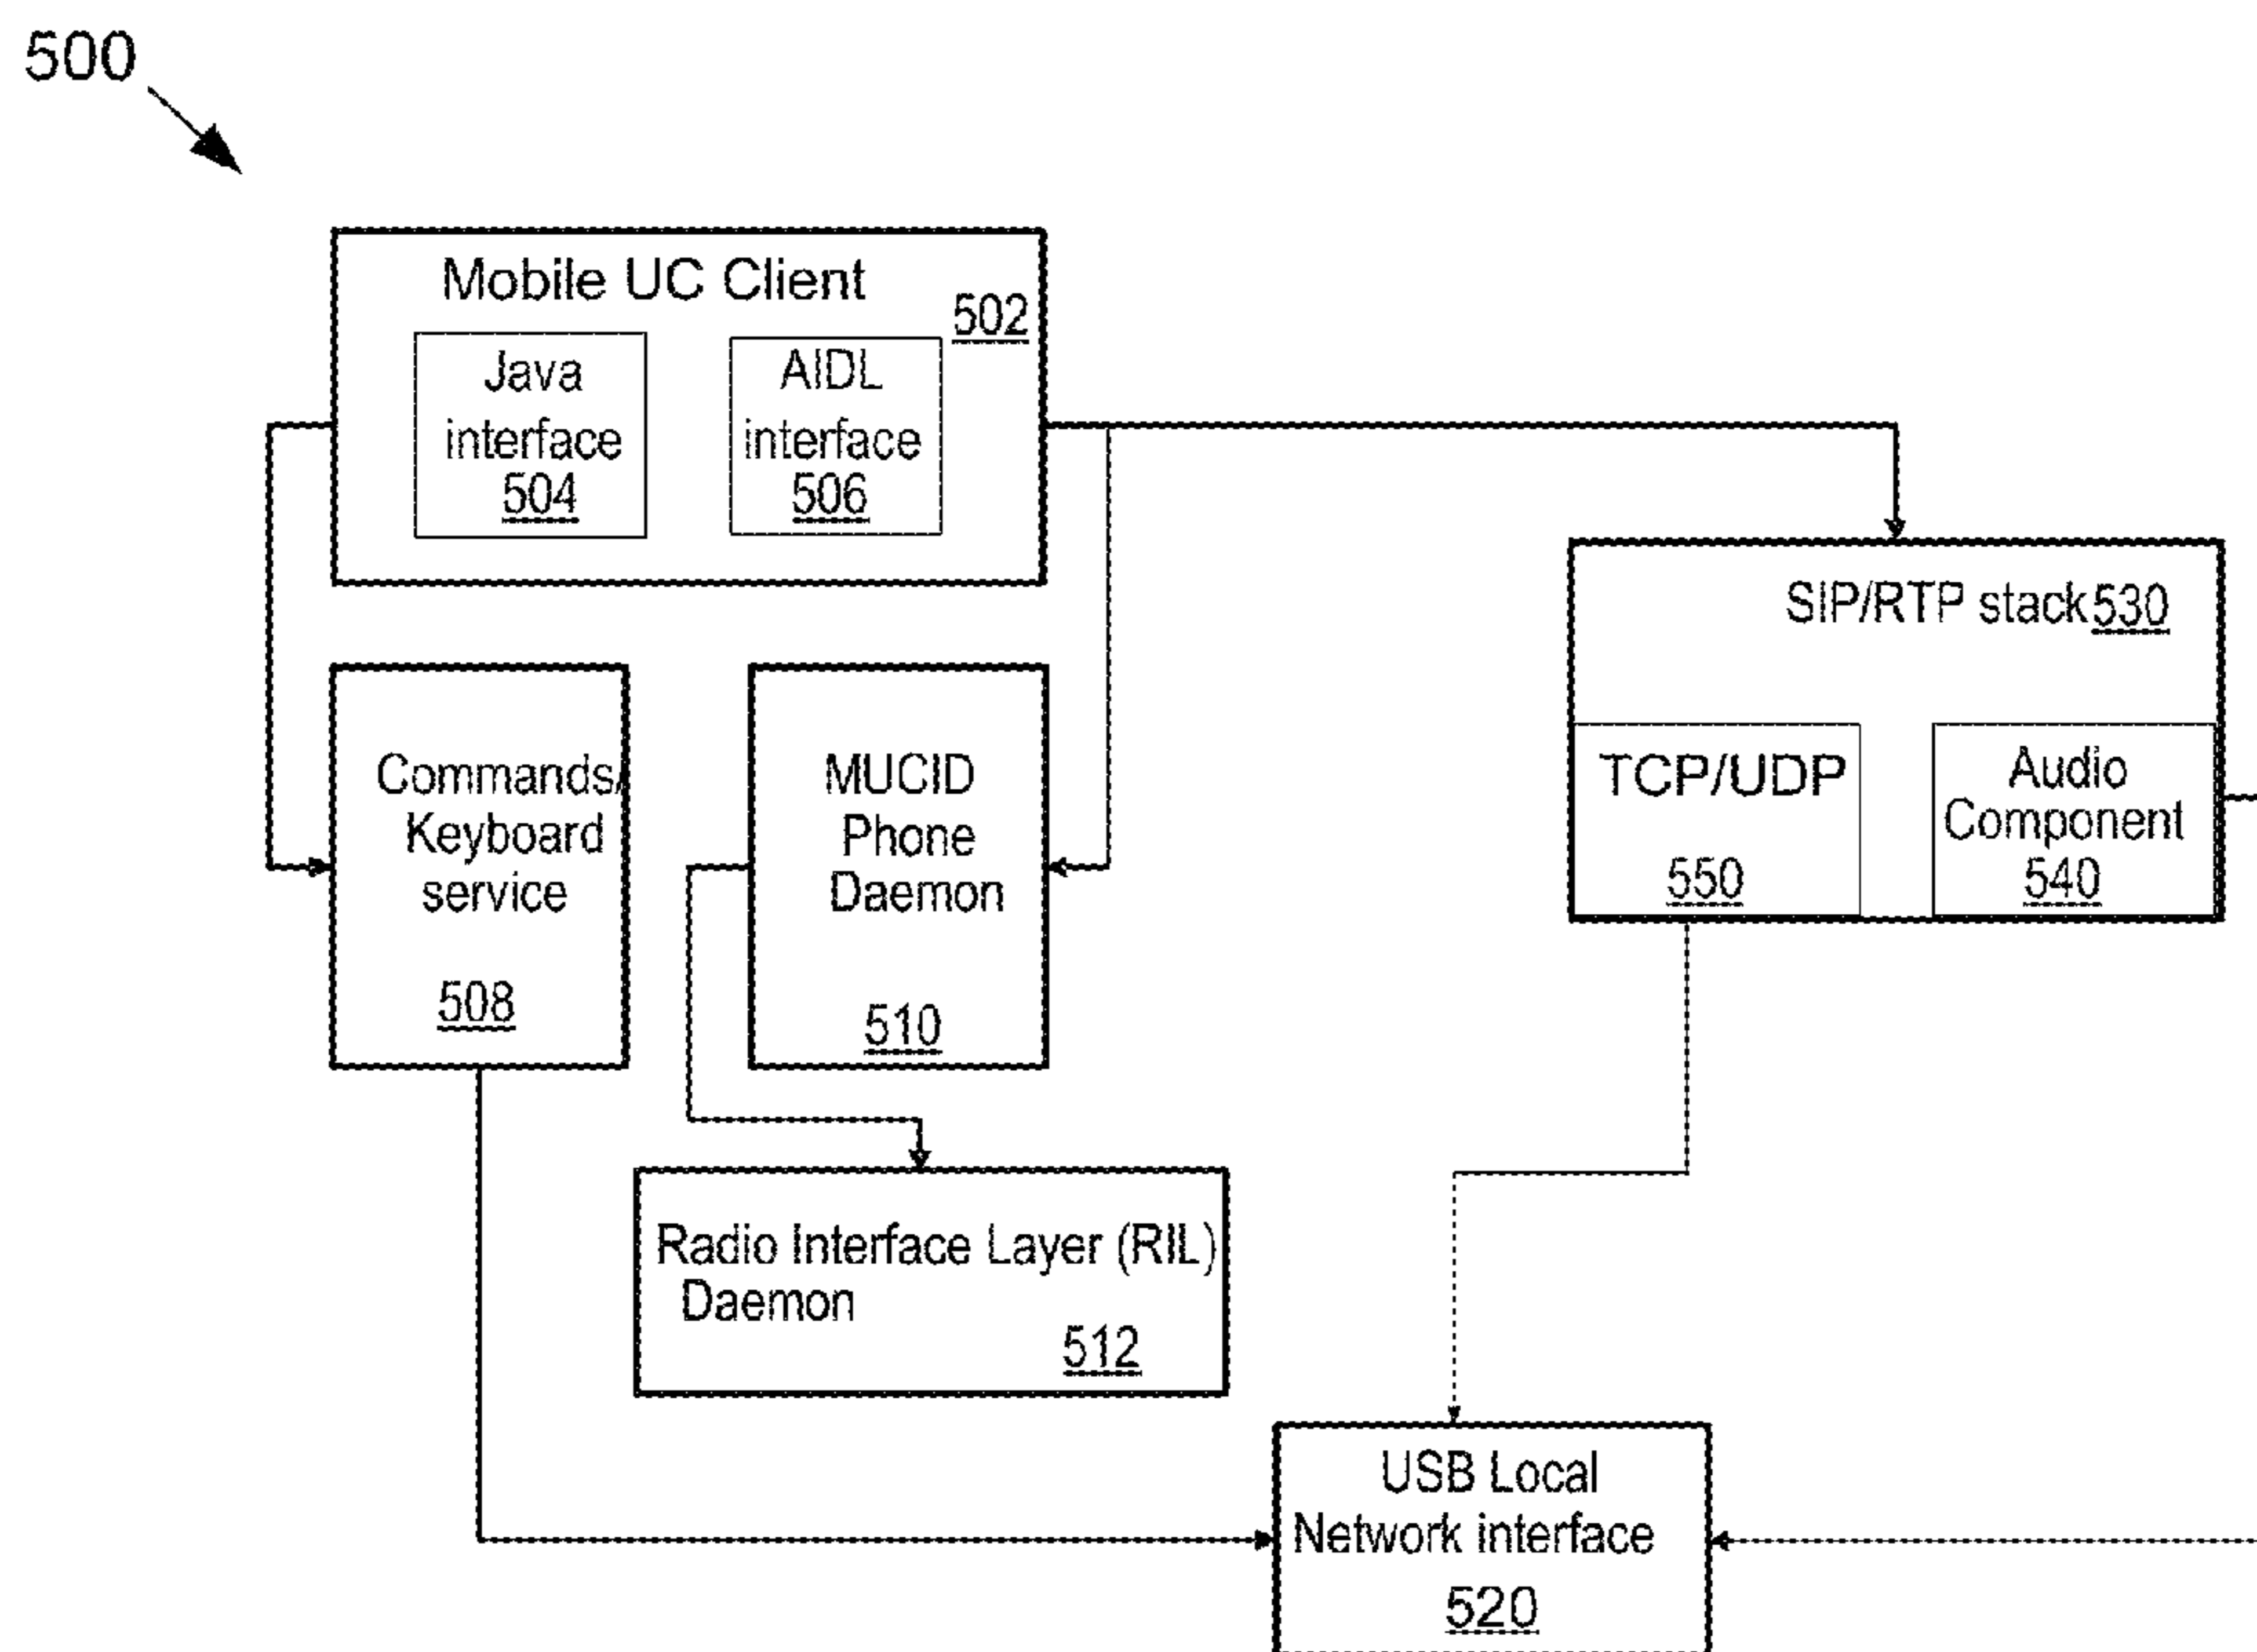 500
Mobile UC Client
502
Java
interface
504
AIDL
interface
506
SIP/RTP stack 530
TCP/UDP
550
Audio
Component
540
Commands/
Keyboard
service
508
MUCID
Phone
Daemon
510
Radio Interface Layer (RIL)
Daemon
512
USB Local
Network interface
520